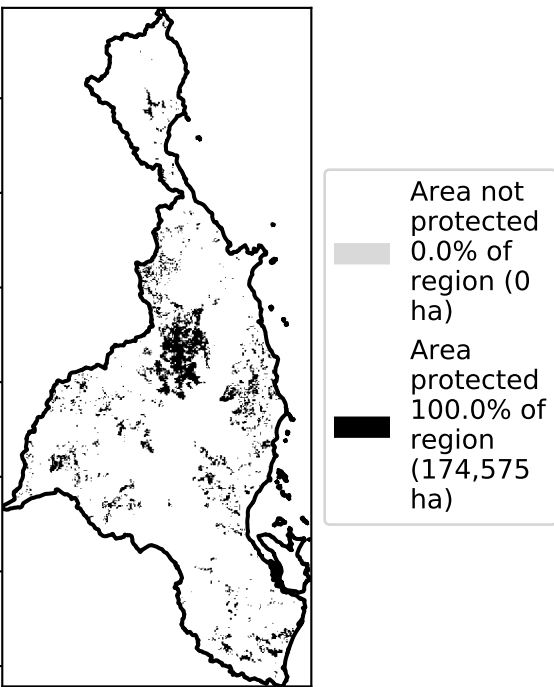 Area not
protected
0.0% of
region (0
ha)
Area
protected
100.0% of
region
(174,575
ha)